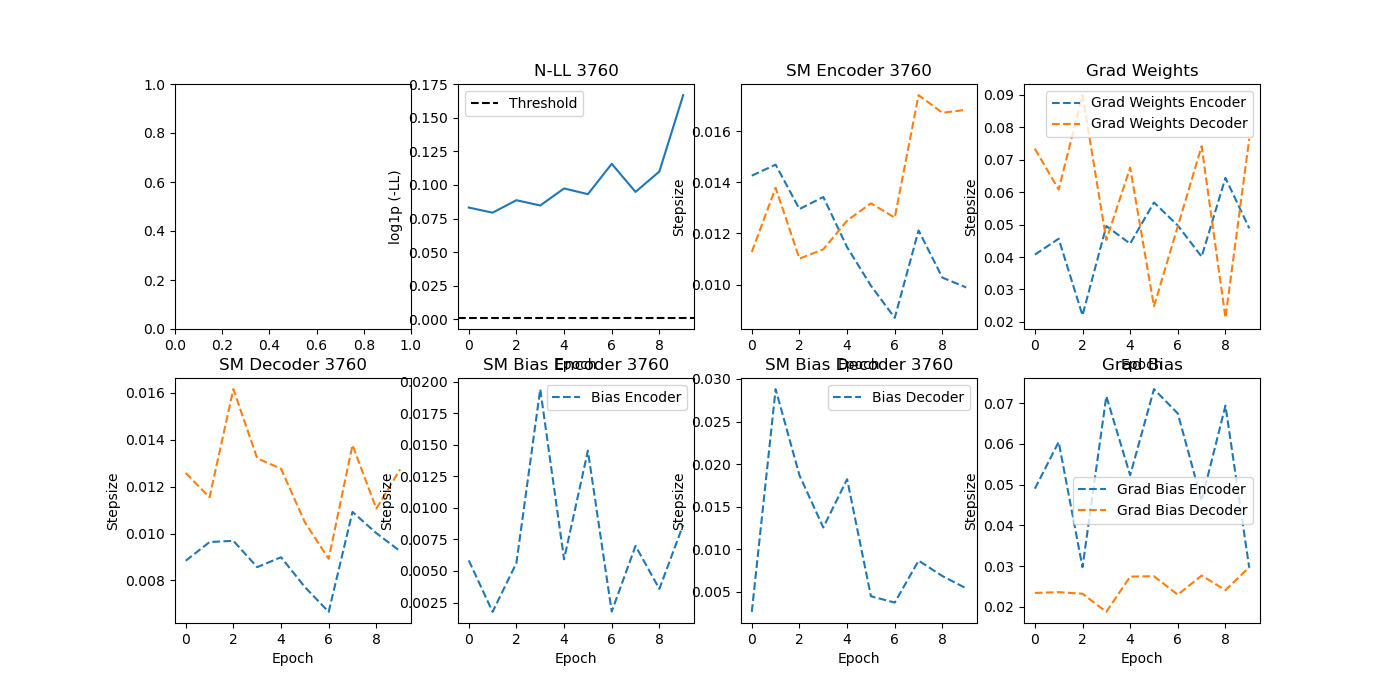 N-LL 3760
SM Encoder 3760
Grad Weights
1.0
0.8
0.6
0.4
0.2
0.0
0.0 0.2 0.4 0.6 0.8 1.0
log1p (-LL)
0.175
0.150
0.125
0.100
0.075
0.050
0.025
0.000
Threshold
0 2 4 6 8
Epoch
Stepsize
0.016
0.014
0.012
0.010
0 2 4 6 8
Epoch
Stepsize
0.09
0.08
0.07
0.06
0.05
0.04
0.03
0.02
Grad Weights Encoder
Grad Weights Decoder
0 2 4 6 8
Epoch
SM Decoder 3760
SM Bias Encoder 3760
SM Bias Decoder 3760
Grad Bias
Stepsize
0.016
0.014
0.012
0.010
0.008
0 2 4 6 8
Epoch
Stepsize
0.0200
0.0175
0.0150
0.0125
0.0100
0.0075
0.0050
0.0025
Bias Encoder
0 2 4 6 8
Epoch
Stepsize
0.030
0.025
0.020
0.015
0.010
0.005
Bias Decoder
0 2 4 6 8
Epoch
Stepsize
0.07
0.06
0.05
0.04
0.03
0.02
Grad Bias Encoder
Grad Bias Decoder
0 2 4 6 8
Epoch